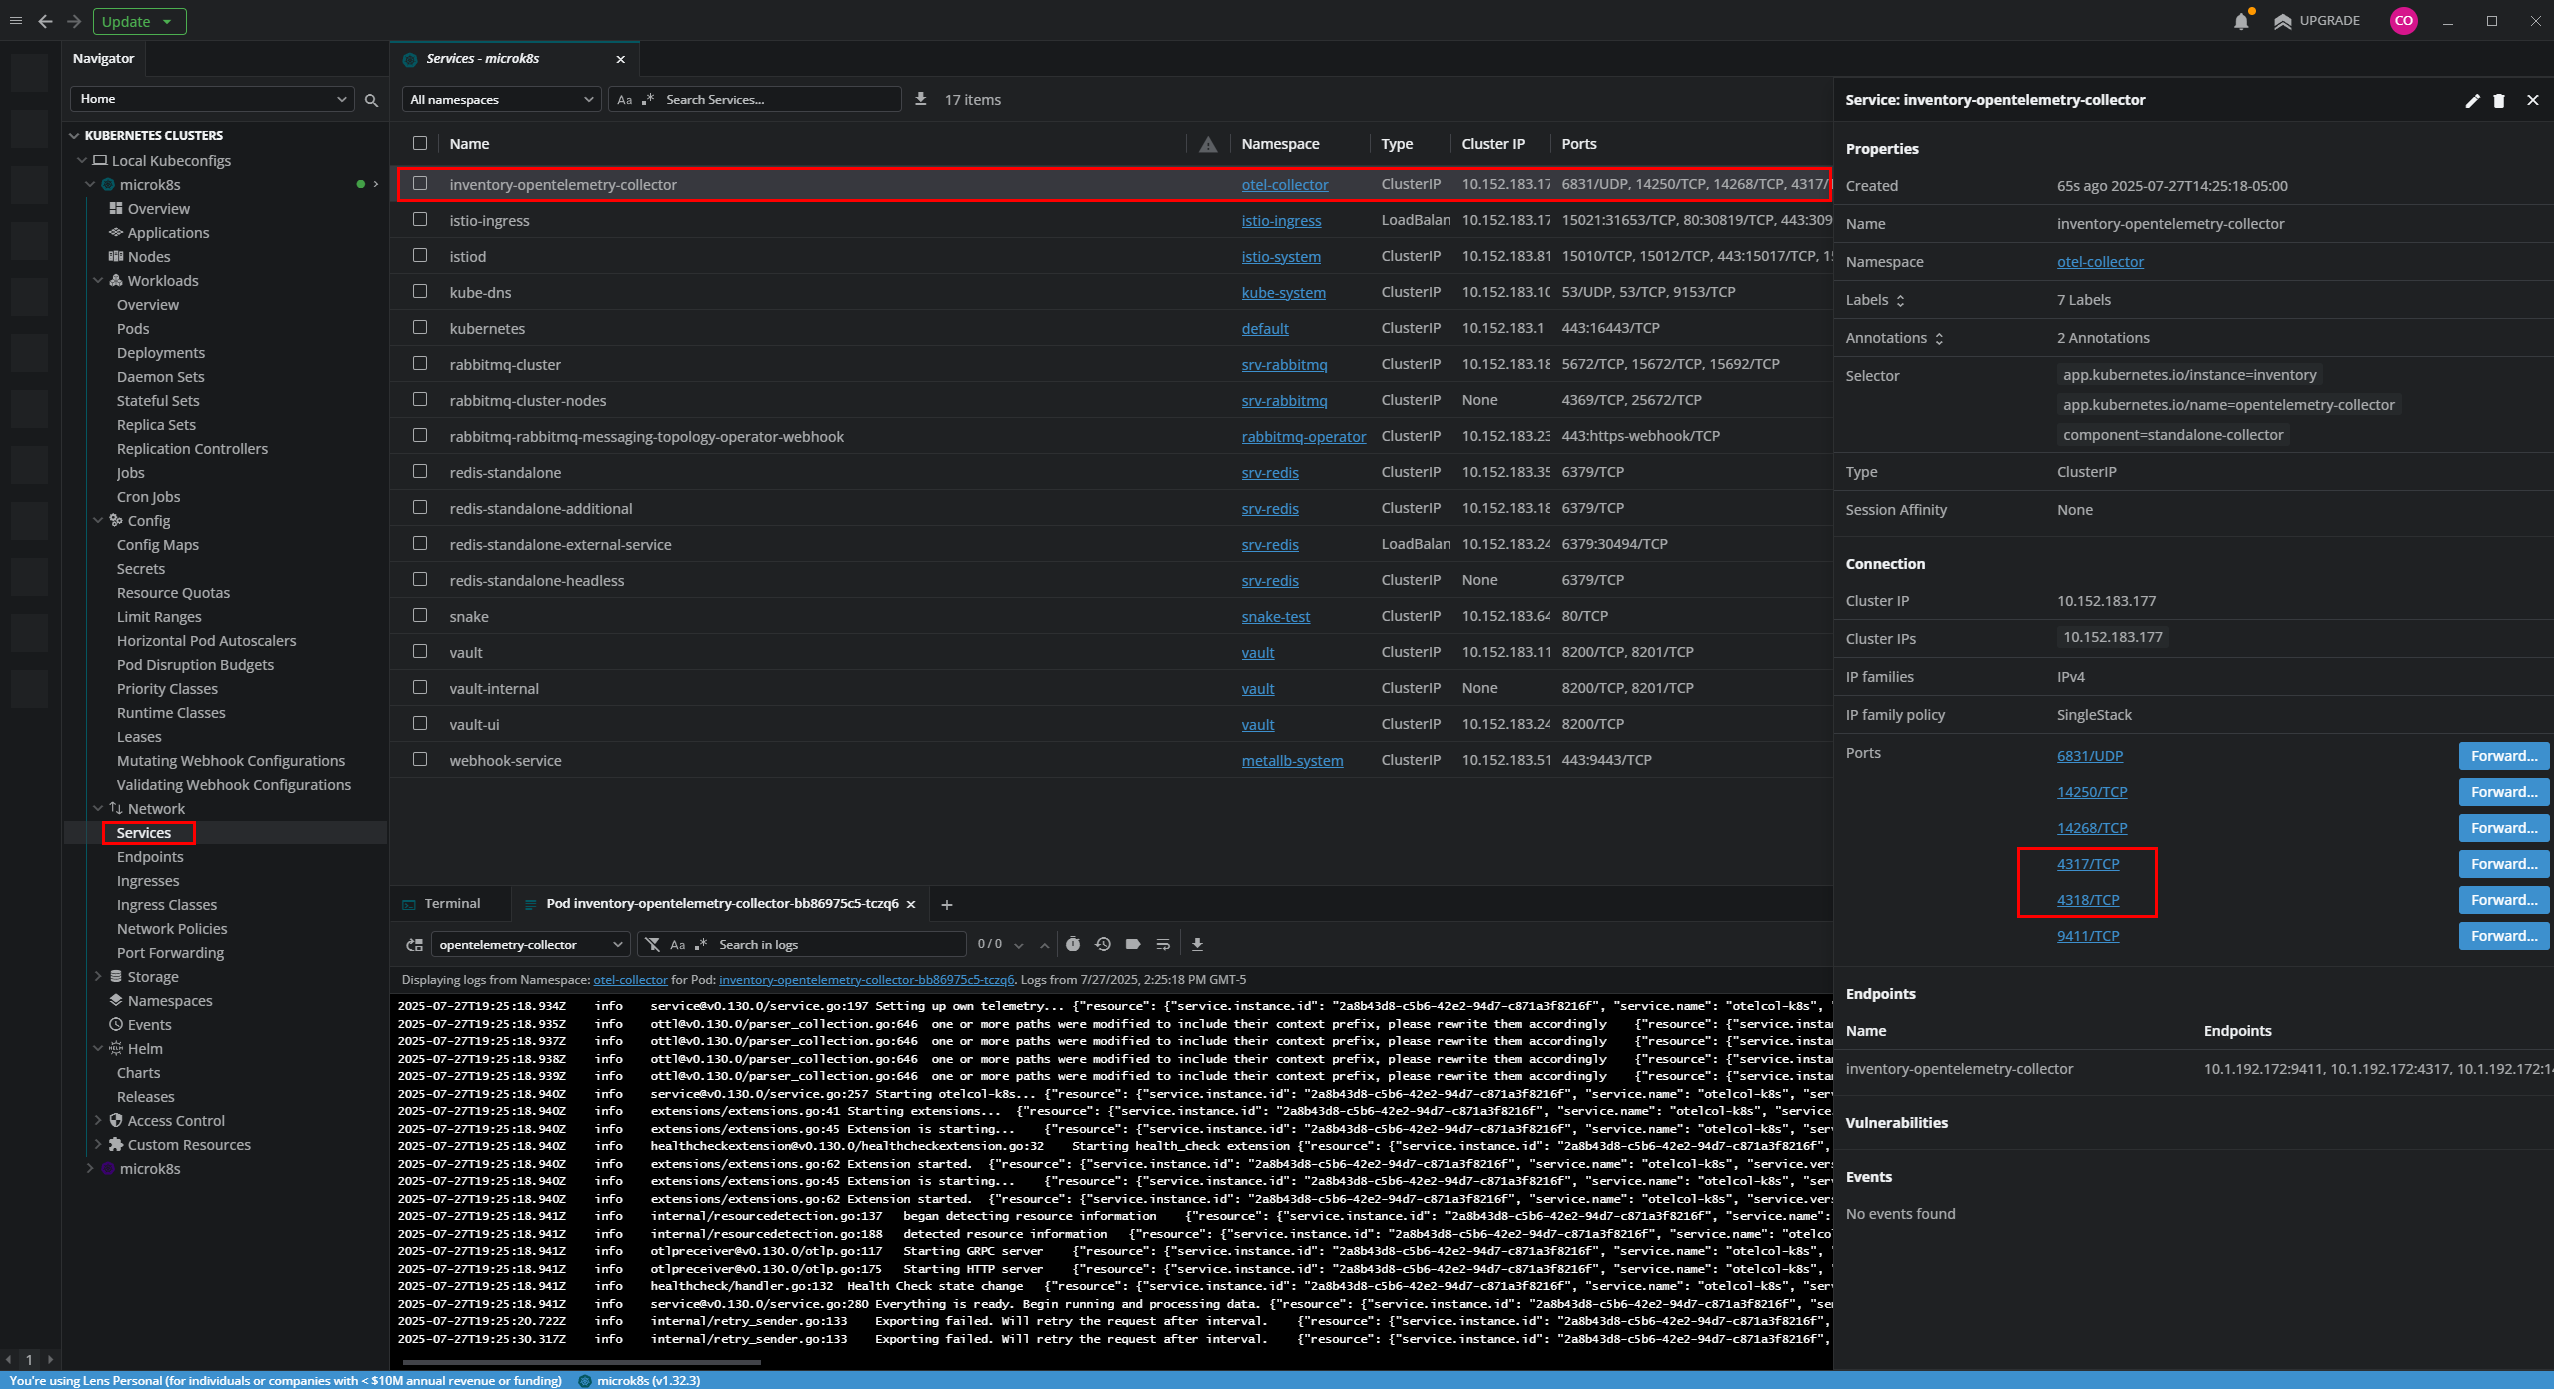 Update
UPGRADE
CO
Navigator
Services - microk8s
Home
All namespaces
Aa .* Search Services...
17 items
KUBERNETES CLUSTERS
Local Kubeconfigs
microk8s
Overview
Applications
Nodes
Workloads
Overview
Pods
Deployments
Daemon Sets
Stateful Sets
Replica Sets
Replication Controllers
Jobs
Cron Jobs
Config
Config Maps
Secrets
Resource Quotas
Limit Ranges
Horizontal Pod Autoscalers
Pod Disruption Budgets
Priority Classes
Runtime Classes
Leases
Mutating Webhook Configurations
Validating Webhook Configurations
Network
Services
Endpoints
Ingresses
Ingress Classes
Network Policies
Port Forwarding
Storage
Namespaces
Events
Helm
Charts
Releases
Access Control
Custom Resources
microk8s
1
Name Namespace Type Cluster IP Ports
inventory-opentelemetry-collector otel-collector ClusterIP 10.152.183.17 6831/UDP, 14250/TCP, 14268/TCP, 4317/
istio-ingress istio-ingress LoadBalan 10.152.183.17 15021:31653/TCP, 80:30819/TCP, 443:309
istiod istio-system ClusterIP 10.152.183.81 15010/TCP, 15012/TCP, 443:15017/TCP, 15
kube-dns kube-system ClusterIP 10.152.183.10 53/UDP, 53/TCP, 9153/TCP
kubernetes default ClusterIP 10.152.183.1 443:16443/TCP
rabbitmq-cluster srv-rabbitmq ClusterIP 10.152.183.18 5672/TCP, 15672/TCP, 15692/TCP
rabbitmq-cluster-nodes srv-rabbitmq ClusterIP None 4369/TCP, 25672/TCP
rabbitmq-rabbitmq-messaging-topology-operator-webhook rabbitmq-operator ClusterIP 10.152.183.23 443:https-webhook/TCP
redis-standalone srv-redis ClusterIP 10.152.183.35 6379/TCP
redis-standalone-additional srv-redis ClusterIP 10.152.183.18 6379/TCP
redis-standalone-external-service srv-redis LoadBalan 10.152.183.24 6379:30494/TCP
redis-standalone-headless srv-redis ClusterIP None 6379/TCP
snake snake-test ClusterIP 10.152.183.64 80/TCP
vault vault ClusterIP 10.152.183.11 8200/TCP, 8201/TCP
vault-internal vault ClusterIP None 8200/TCP, 8201/TCP
vault-ui vault ClusterIP 10.152.183.24 8200/TCP
webhook-service metallb-system ClusterIP 10.152.183.51 443:9443/TCP
Terminal
Pod inventory-opentelemetry-collector-bb86975c5-tczq6
opentelemetry-collector
Aa .* Search in logs
0 / 0
Displaying logs from Namespace: otel-collector for Pod: inventory-opentelemetry-collector-bb86975c5-tczq6. Logs from 7/27/2025, 2:25:18 PM GMT-5
2025-07-27T19:25:18.934Z info service@v0.130.0/service.go:197 Setting up own telemetry... {"resource": {"service.instance.id": "2a8b43d8-c5b6-42e2-94d7-c871a3f8216f", "service.name": "otelcol-k8s", "
2025-07-27T19:25:18.935Z info ottl@v0.130.0/parser_collection.go:646 one or more paths were modified to include their context prefix, please rewrite them accordingly {"resource": {"service.instan
2025-07-27T19:25:18.937Z info ottl@v0.130.0/parser_collection.go:646 one or more paths were modified to include their context prefix, please rewrite them accordingly {"resource": {"service.instan
2025-07-27T19:25:18.938Z info ottl@v0.130.0/parser_collection.go:646 one or more paths were modified to include their context prefix, please rewrite them accordingly {"resource": {"service.instan
2025-07-27T19:25:18.939Z info ottl@v0.130.0/parser_collection.go:646 one or more paths were modified to include their context prefix, please rewrite them accordingly {"resource": {"service.instan
2025-07-27T19:25:18.940Z info service@v0.130.0/service.go:257 Starting otelcol-k8s... {"resource": {"service.instance.id": "2a8b43d8-c5b6-42e2-94d7-c871a3f8216f", "service.name": "otelcol-k8s", "serv
2025-07-27T19:25:18.940Z info extensions/extensions.go:41 Starting extensions... {"resource": {"service.instance.id": "2a8b43d8-c5b6-42e2-94d7-c871a3f8216f", "service.name": "otelcol-k8s", "servi
2025-07-27T19:25:18.940Z info extensions/extensions.go:45 Extension is starting... {"resource": {"service.instance.id": "2a8b43d8-c5b6-42e2-94d7-c871a3f8216f", "service.name": "otelcol-k8s", "serv
2025-07-27T19:25:18.940Z info healthcheckextension@v0.130.0/healthcheckextension.go:32 Starting health_check extension {"resource": {"service.instance.id": "2a8b43d8-c5b6-42e2-94d7-c871a3f8216f",
2025-07-27T19:25:18.940Z info extensions/extensions.go:62 Extension started. {"resource": {"service.instance.id": "2a8b43d8-c5b6-42e2-94d7-c871a3f8216f", "service.name": "otelcol-k8s", "service.vers
2025-07-27T19:25:18.940Z info extensions/extensions.go:45 Extension is starting... {"resource": {"service.instance.id": "2a8b43d8-c5b6-42e2-94d7-c871a3f8216f", "service.name": "otelcol-k8s", "serv
2025-07-27T19:25:18.940Z info extensions/extensions.go:62 Extension started. {"resource": {"service.instance.id": "2a8b43d8-c5b6-42e2-94d7-c871a3f8216f", "service.name": "otelcol-k8s", "service.vers
2025-07-27T19:25:18.941Z info internal/resourcedetection.go:137 began detecting resource information {"resource": {"service.instance.id": "2a8b43d8-c5b6-42e2-94d7-c871a3f8216f", "service.name":
2025-07-27T19:25:18.941Z info internal/resourcedetection.go:188 detected resource information {"resource": {"service.instance.id": "2a8b43d8-c5b6-42e2-94d7-c871a3f8216f", "service.name": "otelcol
2025-07-27T19:25:18.941Z info otlpreceiver@v0.130.0/otlp.go:117 Starting GRPC server {"resource": {"service.instance.id": "2a8b43d8-c5b6-42e2-94d7-c871a3f8216f", "service.name": "otelcol-k8s",
2025-07-27T19:25:18.941Z info otlpreceiver@v0.130.0/otlp.go:175 Starting HTTP server {"resource": {"service.instance.id": "2a8b43d8-c5b6-42e2-94d7-c871a3f8216f", "service.name": "otelcol-k8s",
2025-07-27T19:25:18.941Z info healthcheck/handler.go:132 Health Check state change {"resource": {"service.instance.id": "2a8b43d8-c5b6-42e2-94d7-c871a3f8216f", "service.name": "otelcol-k8s", "serv
2025-07-27T19:25:18.941Z info service@v0.130.0/service.go:280 Everything is ready. Begin running and processing data. {"resource": {"service.instance.id": "2a8b43d8-c5b6-42e2-94d7-c871a3f8216f", "se
2025-07-27T19:25:20.722Z info internal/retry_sender.go:133 Exporting failed. Will retry the request after interval. {"resource": {"service.instance.id": "2a8b43d8-c5b6-42e2-94d7-c871a3f8216f",
2025-07-27T19:25:30.317Z info internal/retry_sender.go:133 Exporting failed. Will retry the request after interval. {"resource": {"service.instance.id": "2a8b43d8-c5b6-42e2-94d7-c871a3f8216f",
Service: inventory-opentelemetry-collector
Properties
Created 65s ago 2025-07-27T14:25:18-05:00
Name inventory-opentelemetry-collector
Namespace otel-collector
Labels 7 Labels
Annotations 2 Annotations
Selector app.kubernetes.io/instance=inventory
app.kubernetes.io/name=opentelemetry-collector
component=standalone-collector
Type ClusterIP
Session Affinity None
Connection
Cluster IP 10.152.183.177
Cluster IPs 10.152.183.177
IP families IPv4
IP family policy SingleStack
Ports 6831/UDP Forward...
14250/TCP Forward...
14268/TCP Forward...
4317/TCP Forward...
4318/TCP Forward...
9411/TCP Forward...
Endpoints
Name Endpoints
inventory-opentelemetry-collector 10.1.192.172:9411, 10.1.192.172:4317, 10.1.192.172:14
Vulnerabilities
Events
No events found
You're using Lens Personal (for individuals or companies with < $10M annual revenue or funding) microk8s (v1.32.3)